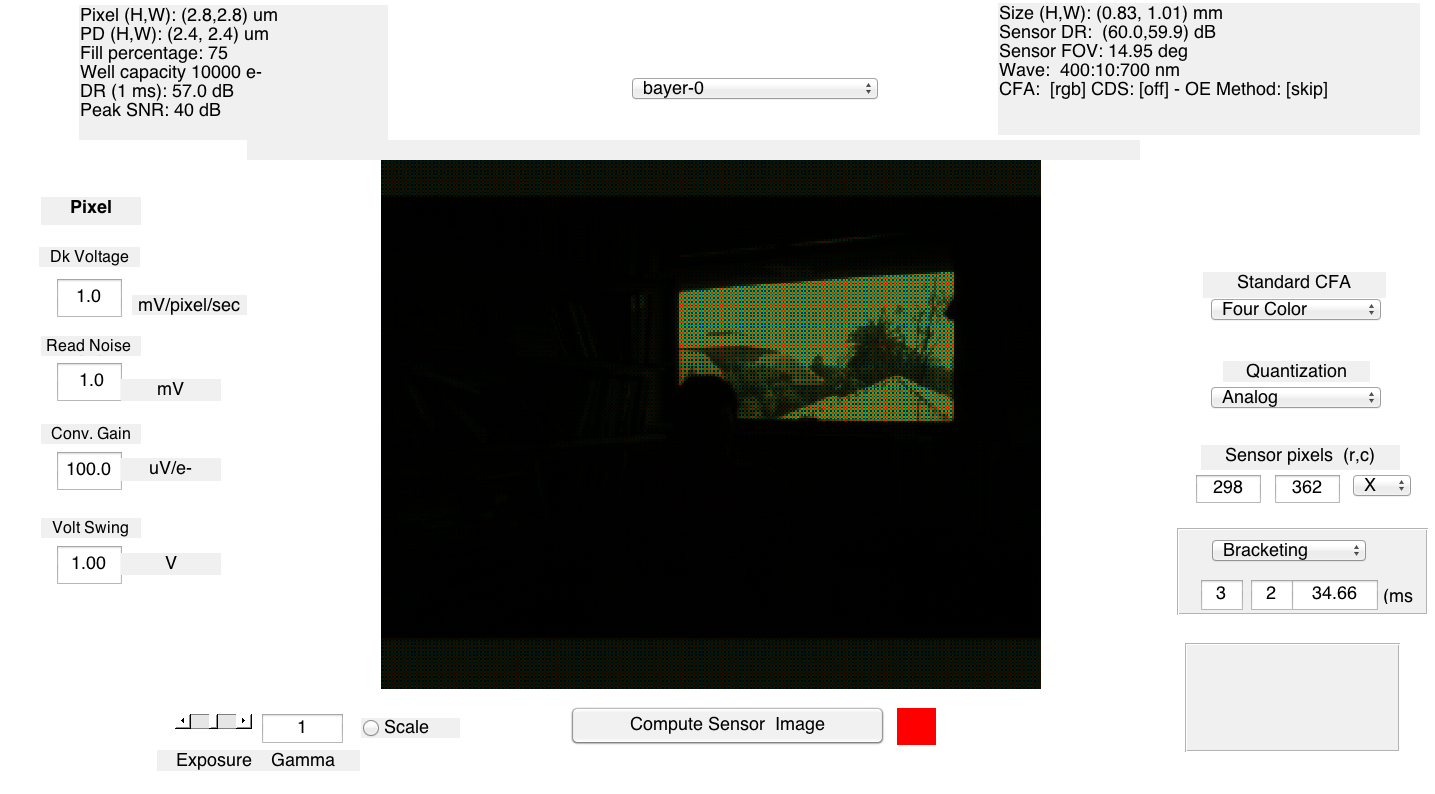 Pixel (H,W): (2.8,2.8) um
PD (H,W): (2.4, 2.4) um
Fill percentage: 75
Well capacity 10000 e-
DR (1 ms): 57.0 dB
Peak SNR: 40 dB
bayer-0
Size (H,W): (0.83, 1.01) mm
Sensor DR:  (60.0,59.9) dB
Sensor FOV: 14.95 deg
Wave:  400:10:700 nm
CFA:  [rgb] CDS: [off] - OE Method: [skip]
Pixel
Dk Voltage
1.0 mV/pixel/sec
Read Noise
1.0 mV
Conv. Gain
100.0 uV/e-
Volt Swing
1.00 V
Standard CFA
Four Color
Quantization
Analog
Sensor pixels  (r,c)
298 362 X
Bracketing
3 2 34.66 (ms
1 Scale
Exposure Gamma
Compute Sensor  Image